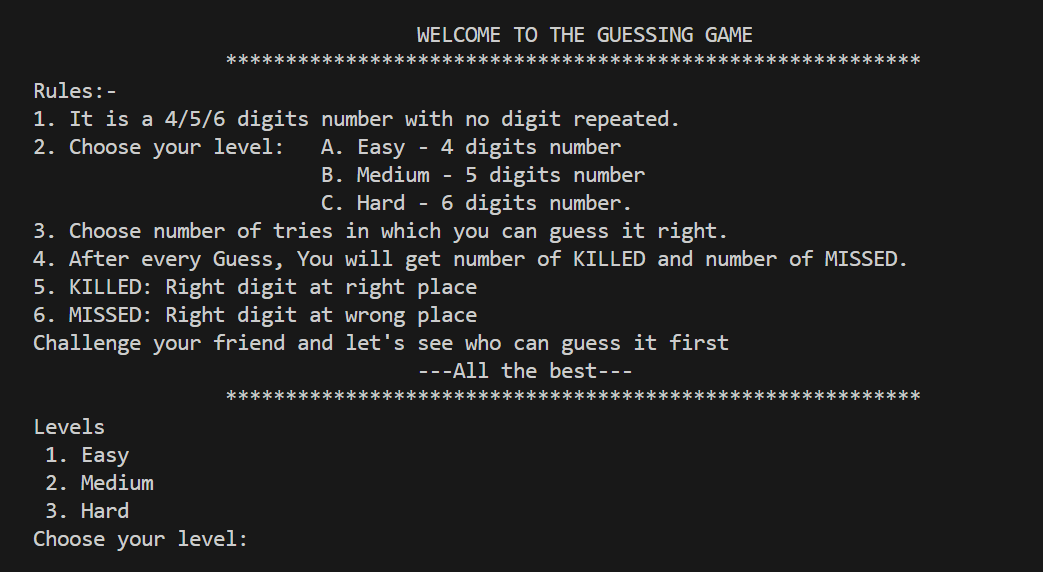 WELCOME TO THE GUESSING GAME
**********************************************************
Rules:-
1. It is a 4/5/6 digits number with no digit repeated.
2. Choose your level:   A. Easy - 4 digits number
B. Medium - 5 digits number
C. Hard - 6 digits number.
3. Choose number of tries in which you can guess it right.
4. After every Guess, You will get number of KILLED and number of MISSED.
5. KILLED: Right digit at right place
6. MISSED: Right digit at wrong place
Challenge your friend and let's see who can guess it first
---All the best---
**********************************************************
Levels
1. Easy
2. Medium
3. Hard
Choose your level: